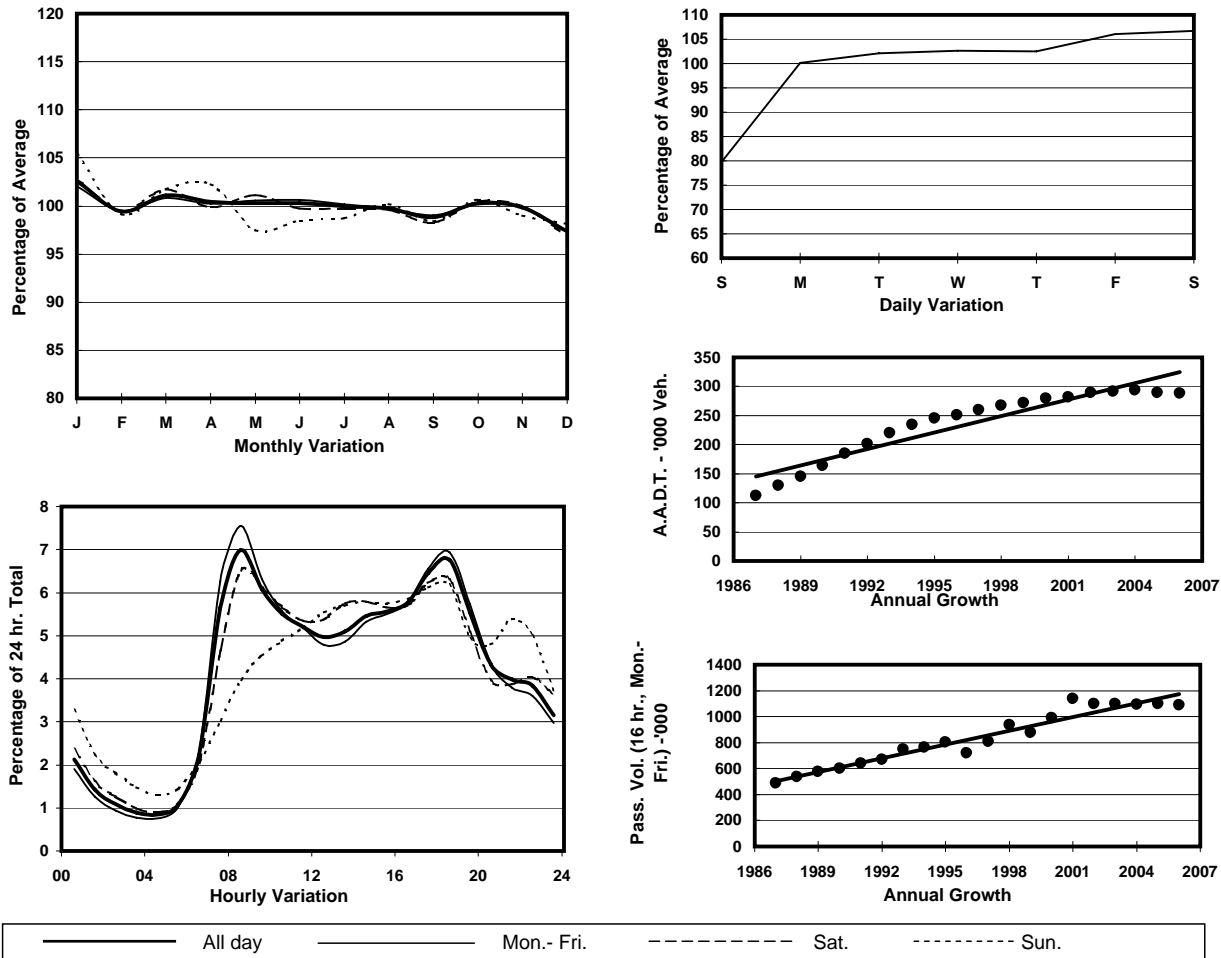 120
115
110
105
100
95
90
85
80
Percentage of Average
J F M A M J J A S O N D
Monthly Variation
110
105
100
95
90
85
80
75
70
65
60
Percentage of Average
S M T W T F S
Daily Variation
350
300
250
200
150
100
50
0
A.A.D.T. - '000 Veh.
1986 1989 1992 1995 1998 2001 2004 2007
Annual Growth
8
7
6
5
4
3
2
1
0
Percentage of 24 hr. Total
00 04 08 12 16 20 24
Hourly Variation
1400
1200
1000
800
600
400
200
0
Pass. Vol. (16 hr., Mon.-
Fri.) -'000
1986 1989 1992 1995 1998 2001 2004 2007
Annual Growth
All day Mon.- Fri. Sat. Sun.